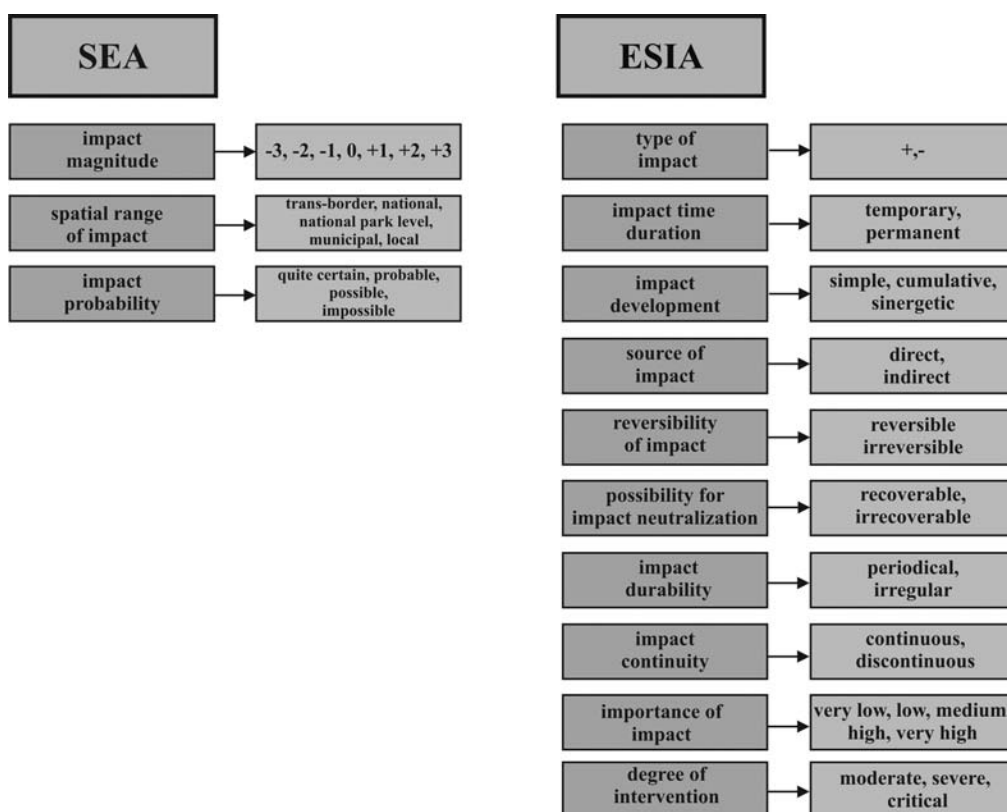 SEA
impact
magnitude
-3, -2, -1, 0, +1, +2, +3
spatial range
of impact
trans-border, national,
national park level,
municipal, local
impact
probability
quite certain, probable,
possible,
impossible
ESIA
type of
impact
+,-
impact time
duration
temporary,
permanent
impact
development
simple, cumulative,
sinergetic
source of
impact
direct,
indirect
reversibility
of impact
reversible
irreversible
possibility for
impact neutralization
recoverable,
irrecoverable
impact
durability
periodical,
irregular
impact
continuity
continuous,
discontinuous
importance of
impact
very low, low, medium
high, very high
degree of
intervention
moderate, severe,
critical